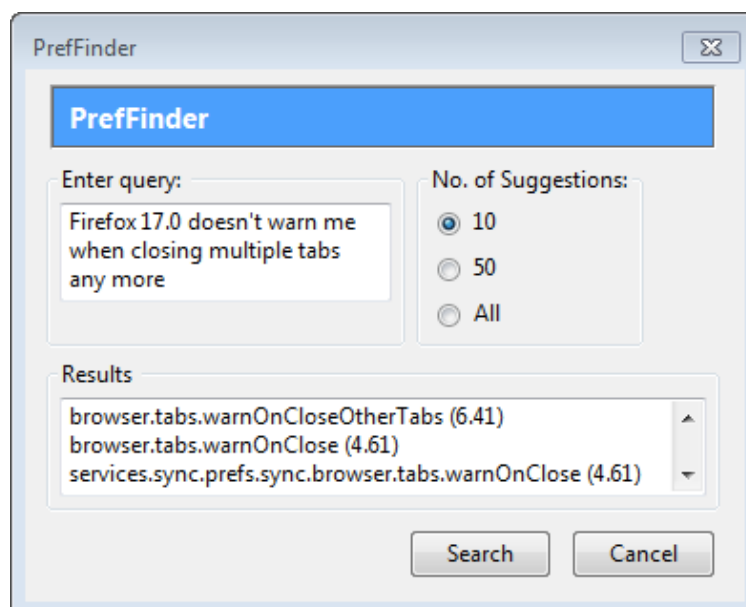 PrefFinder
PrefFinder
Enter query:
Firefox 17.0 doesn't warn me
when closing multiple tabs
any more
No. of Suggestions:
10
50
All
Results
browser.tabs.warnOnCloseOtherTabs (6.41)
browser.tabs.warnOnClose (4.61)
services.sync.prefs.sync.browser.tabs.warnOnClose (4.61)
Search
Cancel